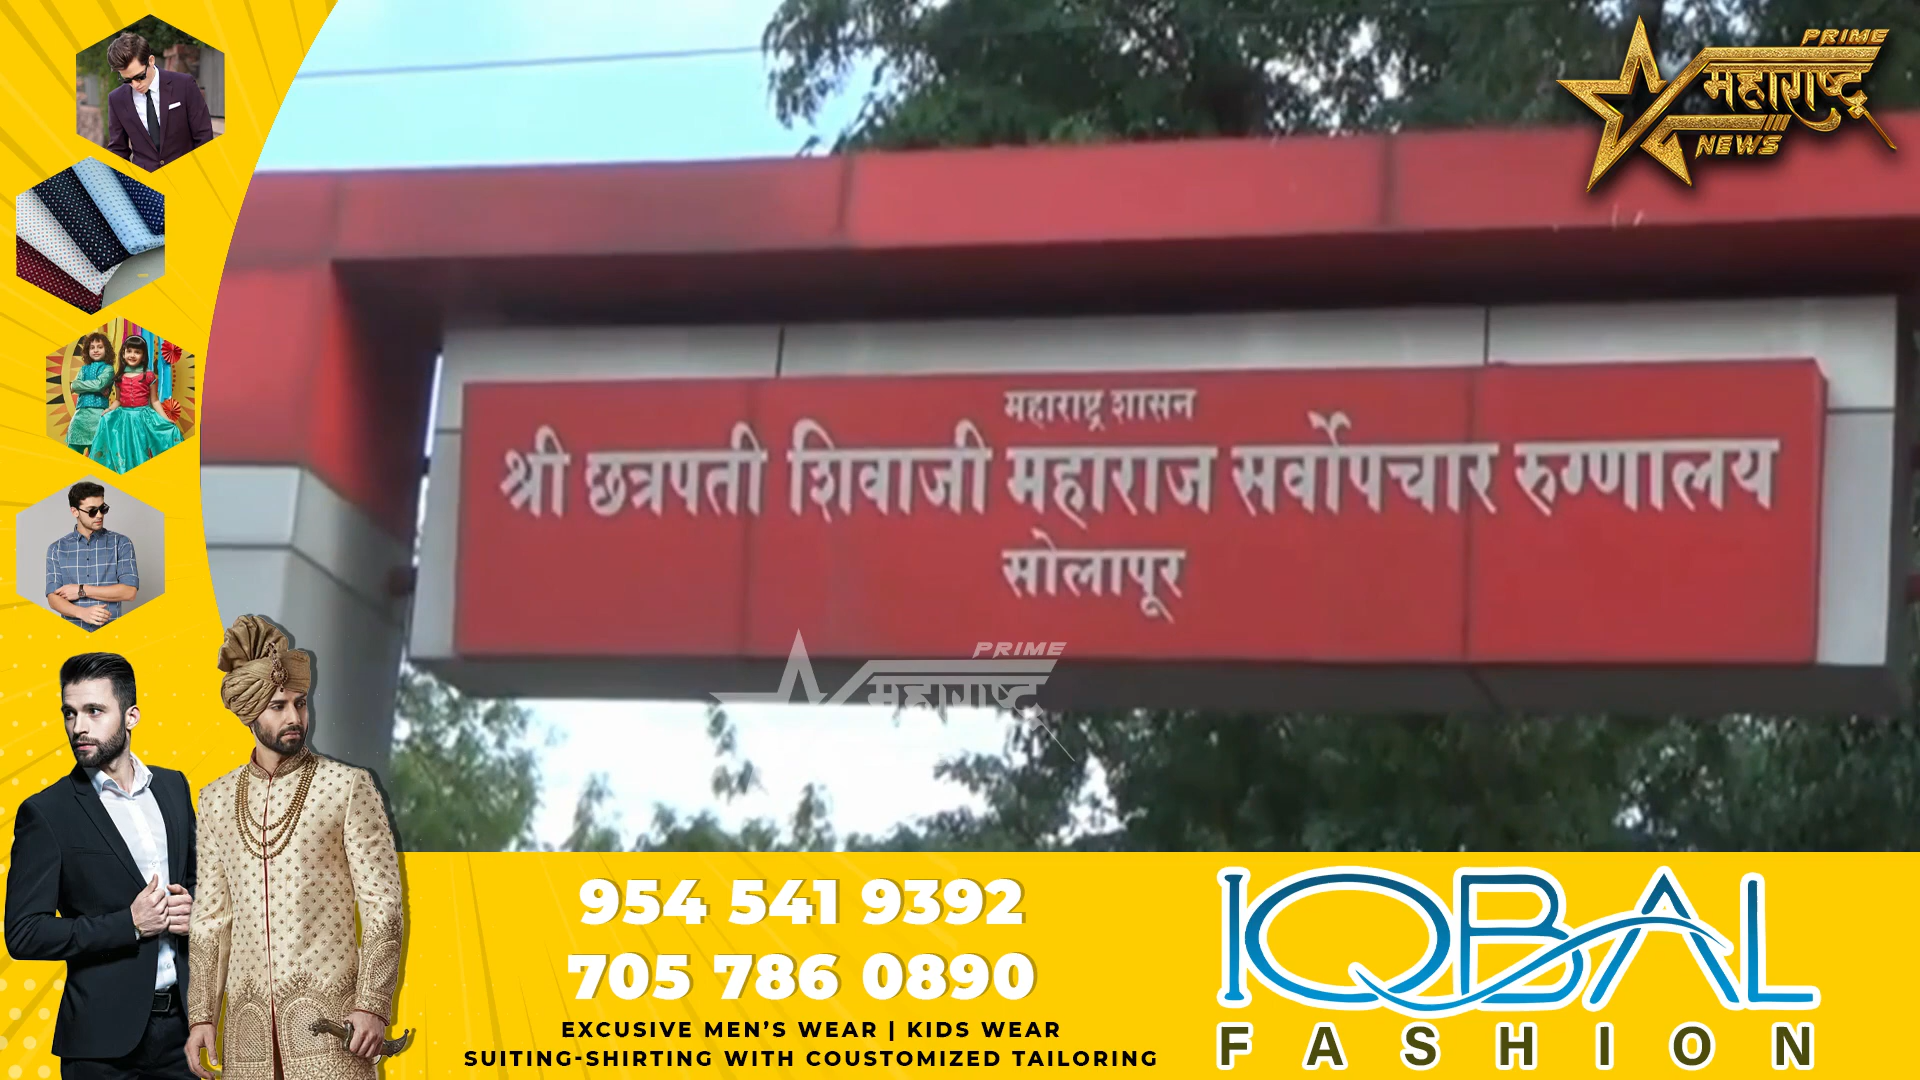 PRIME
महाराष्ट्र
NEWS
महाराष्ट्र शासन
श्री छत्रपती शिवाजी महाराज सर्वोपचार रुग्णालय
सोलापूर
PRIME
महाराष्ट्र
954 541 9392
705 786 0890
EXCUSIVE MEN'S WEAR | KIDS WEAR
SUITING-SHIRTING WITH COUSTOMIZED TAILORING
IQBAL
FASHION